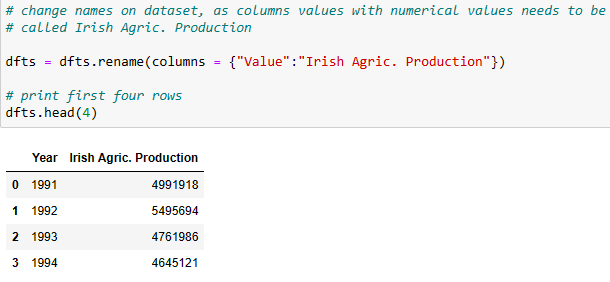 # change names on dataset, as columns values with numerical values needs to be
# called Irish Agric. Production
dfts = dfts.rename(columns = {"Value":"Irish Agric. Production"})
# print first four rows
dfts.head(4)
Year Irish Agric. Production
0 1991 4991918
1 1992 5495694
2 1993 4761986
3 1994 4645121